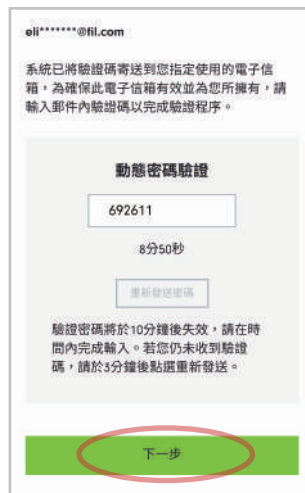 eli*******@fil.com
系統已將驗證碼寄送到您指定使用的電子信
箱，為確保此電子信箱有效並為您所擁有，請
輸入郵件內驗證碼以完成驗證程序。
動態密碼驗證
692611
8分50秒
重新發送密碼
驗證密碼將於10分鐘後失效，請在時
間內完成輸入。若您仍未收到驗證
碼，請於3分鐘後點選重新發送。
下一步